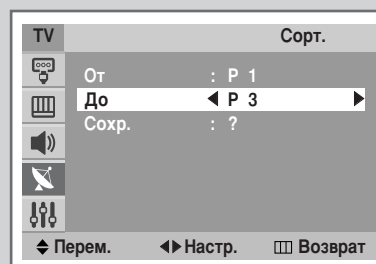 TV Сорт.
От : P 1
До ◀ P 3 ▶
Сохр. : ?
Перем. Настр. Возврат